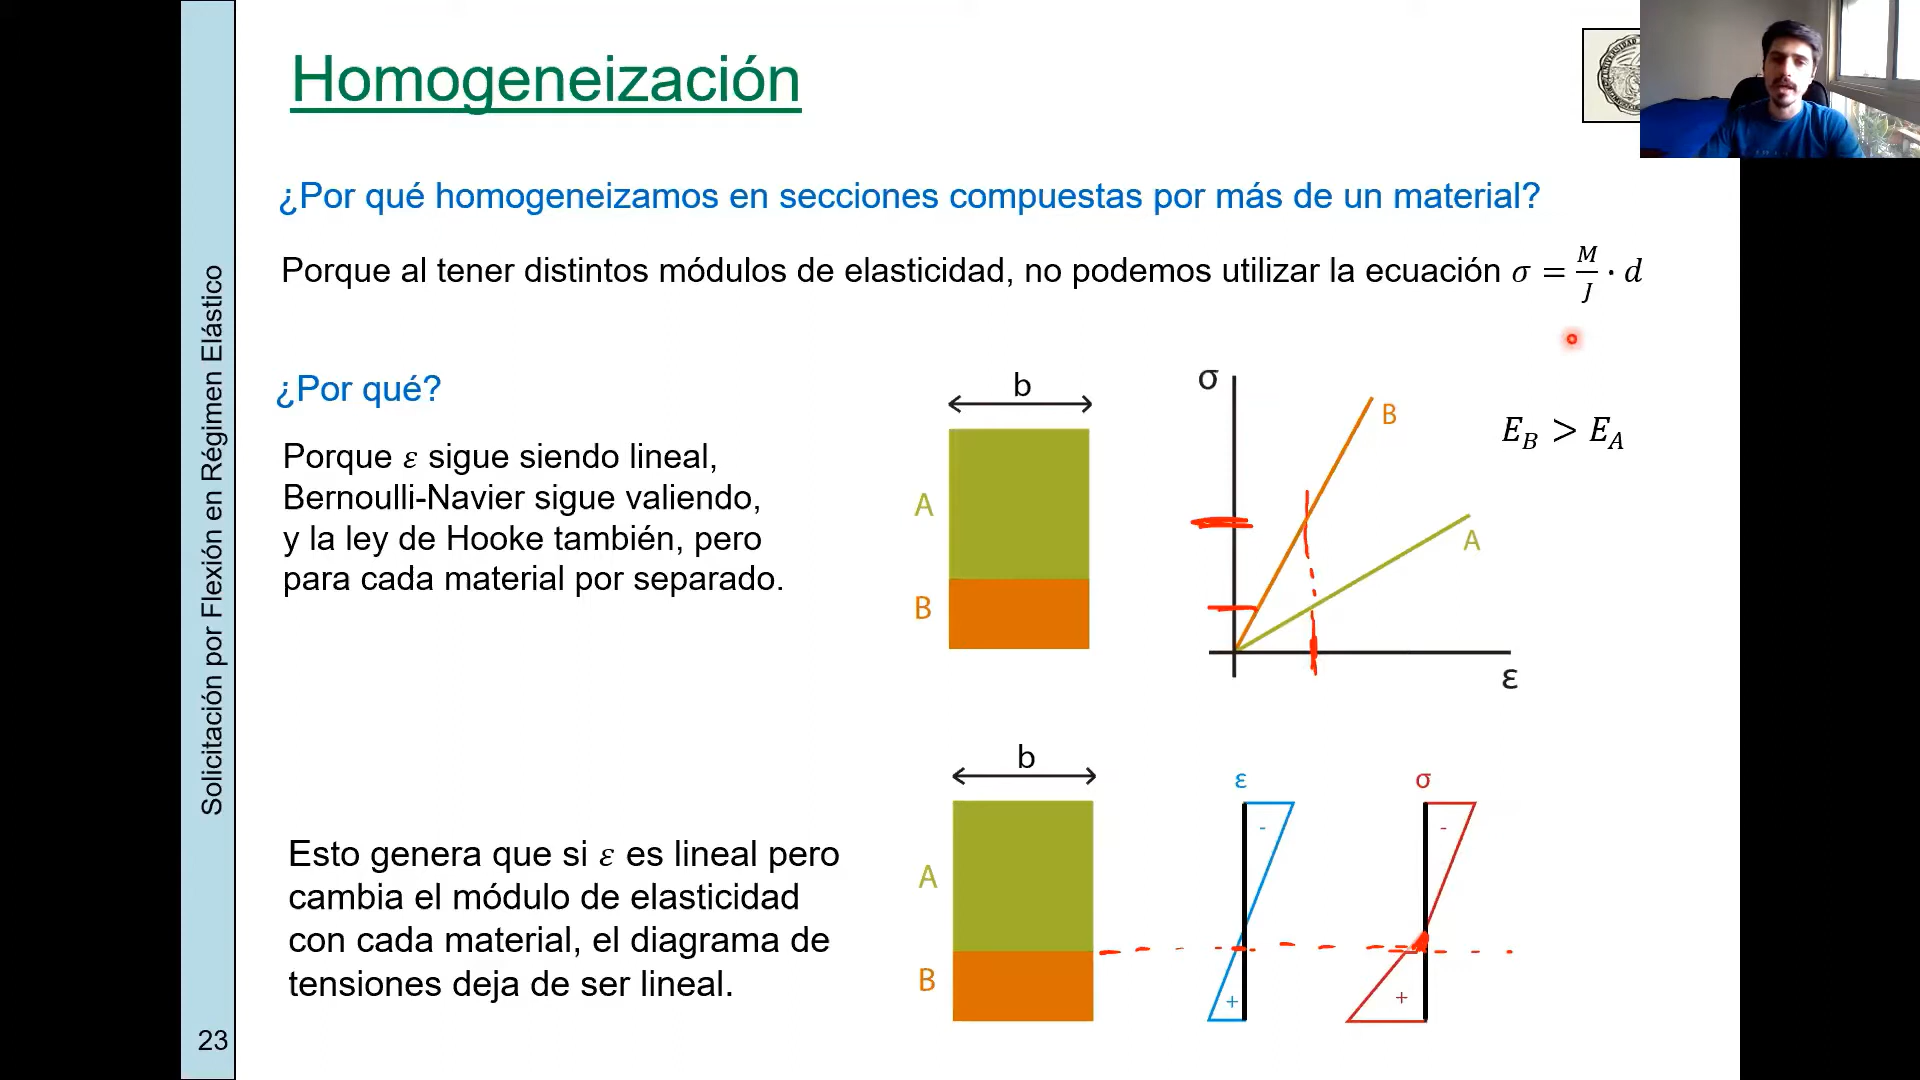 Homogeneización
¿Por qué homogeneizamos en secciones compuestas por más de un material?
Porque al tener distintos módulos de elasticidad, no podemos utilizar la ecuación σ = M/J · d
¿Por qué?
Porque ε sigue siendo lineal,
Bernoulli-Navier sigue valiendo,
y la ley de Hooke también, pero
para cada material por separado.
b
A
B
σ
B
A
ε
E_B > E_A
Esto genera que si ε es lineal pero
cambia el módulo de elasticidad
con cada material, el diagrama de
tensiones deja de ser lineal.
b
A
B
ε
-
+
σ
-
+
Solicitación por Flexión en Régimen Elástico
23